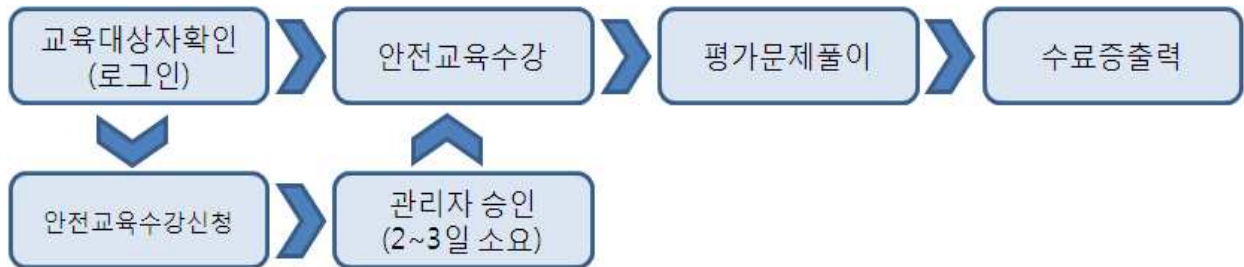 교육대상자확인
(로그인)
안전교육수강
평가문제풀이
수료증출력
안전교육수강신청
관리자 승인
(2~3일 소요)